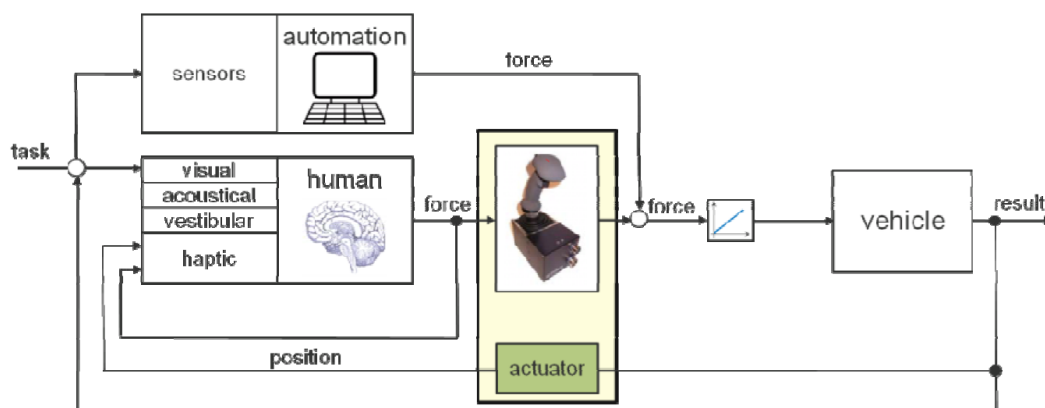 automation
sensors
force
task
visual
human
acoustical
vestibular
haptic
force
force
vehicle
result
position
actuator